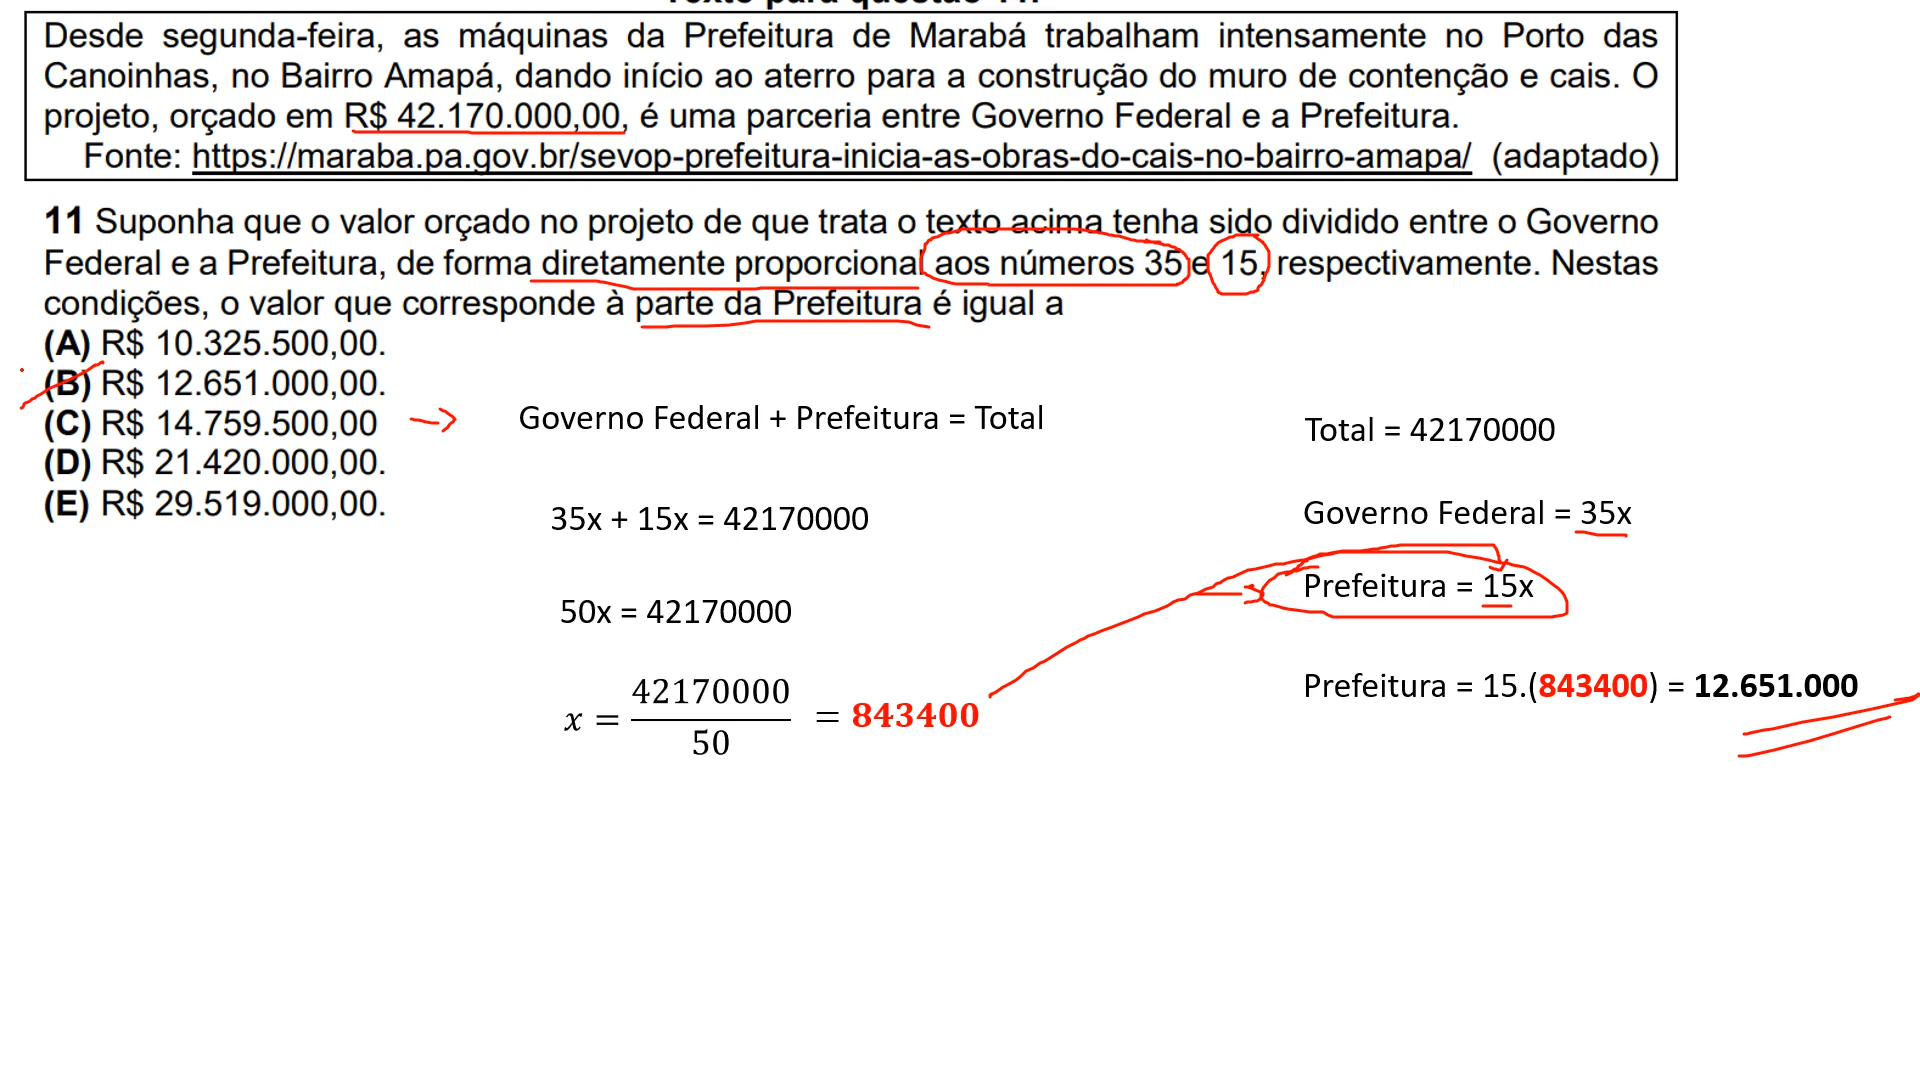 Texto para questão 11.
Desde segunda-feira, as máquinas da Prefeitura de Marabá trabalham intensamente no Porto das
Canoinhas, no Bairro Amapá, dando início ao aterro para a construção do muro de contenção e cais. O
projeto, orçado em R$ 42.170.000,00, é uma parceria entre Governo Federal e a Prefeitura.
Fonte: https://maraba.pa.gov.br/sevop-prefeitura-inicia-as-obras-do-cais-no-bairro-amapa/ (adaptado)
11 Suponha que o valor orçado no projeto de que trata o texto acima tenha sido dividido entre o Governo
Federal e a Prefeitura, de forma diretamente proporcional aos números 35 e 15, respectivamente. Nestas
condições, o valor que corresponde à parte da Prefeitura é igual a
(A) R$ 10.325.500,00.
(B) R$ 12.651.000,00.
(C) R$ 14.759.500,00
(D) R$ 21.420.000,00.
(E) R$ 29.519.000,00.
Governo Federal + Prefeitura = Total
35x + 15x = 42170000
50x = 42170000
x = 42170000/50 = 843400
Total = 42170000
Governo Federal = 35x
Prefeitura = 15x
Prefeitura = 15.(843400) = 12.651.000